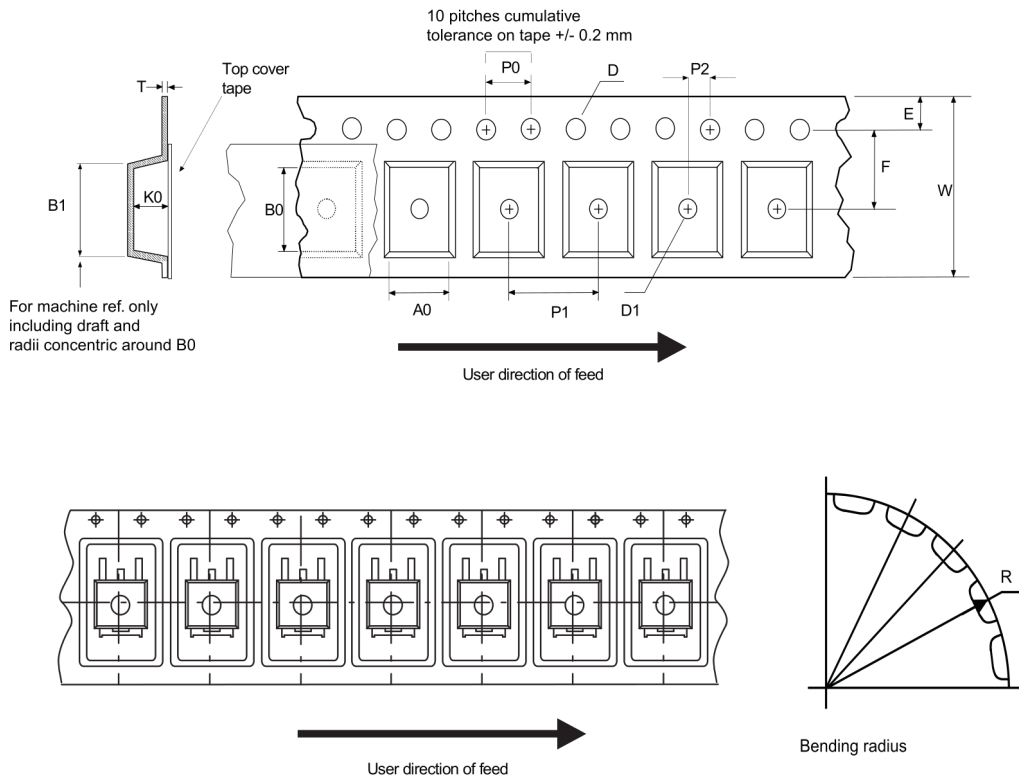 10 pitches cumulative
tolerance on tape +/- 0.2 mm
P0
D
P2
T
Top cover
tape
E
F
W
K0
B1
B0
For machine ref. only
including draft and
radii concentric around B0
A0
P1
D1
User direction of feed
R
Bending radius
User direction of feed